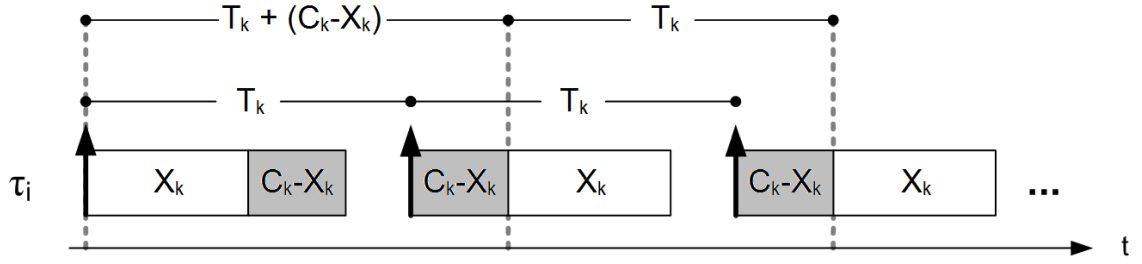 T_k + (C_k-X_k) T_k
T_k T_k
τ_i X_k C_k-X_k C_k-X_k X_k C_k-X_k X_k ...
t